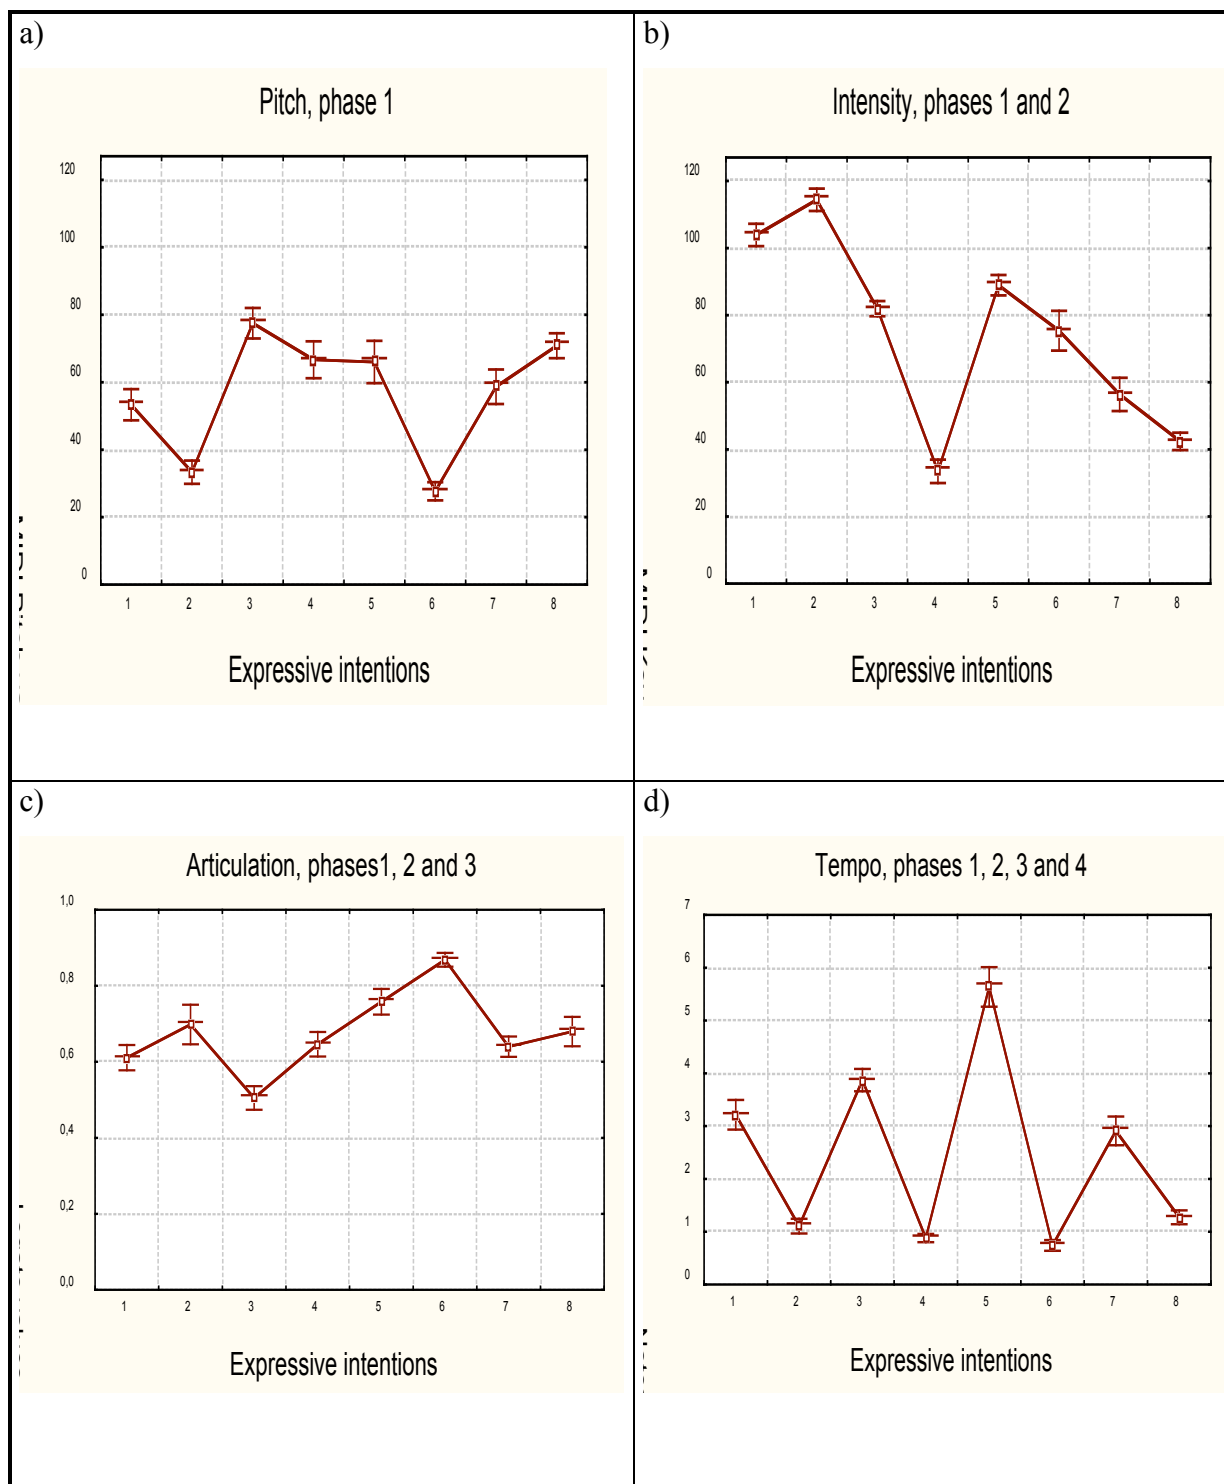 a)
Pitch, phase 1
120
100
80
60
40
20
0
1 2 3 4 5 6 7 8
Expressive intentions
b)
Intensity, phases 1 and 2
120
100
80
60
40
20
0
1 2 3 4 5 6 7 8
Expressive intentions
c)
Articulation, phases1, 2 and 3
1,0
0,8
0,6
0,4
0,2
0,0
1 2 3 4 5 6 7 8
Expressive intentions
d)
Tempo, phases 1, 2, 3 and 4
7
6
5
4
3
2
1
0
1 2 3 4 5 6 7 8
Expressive intentions